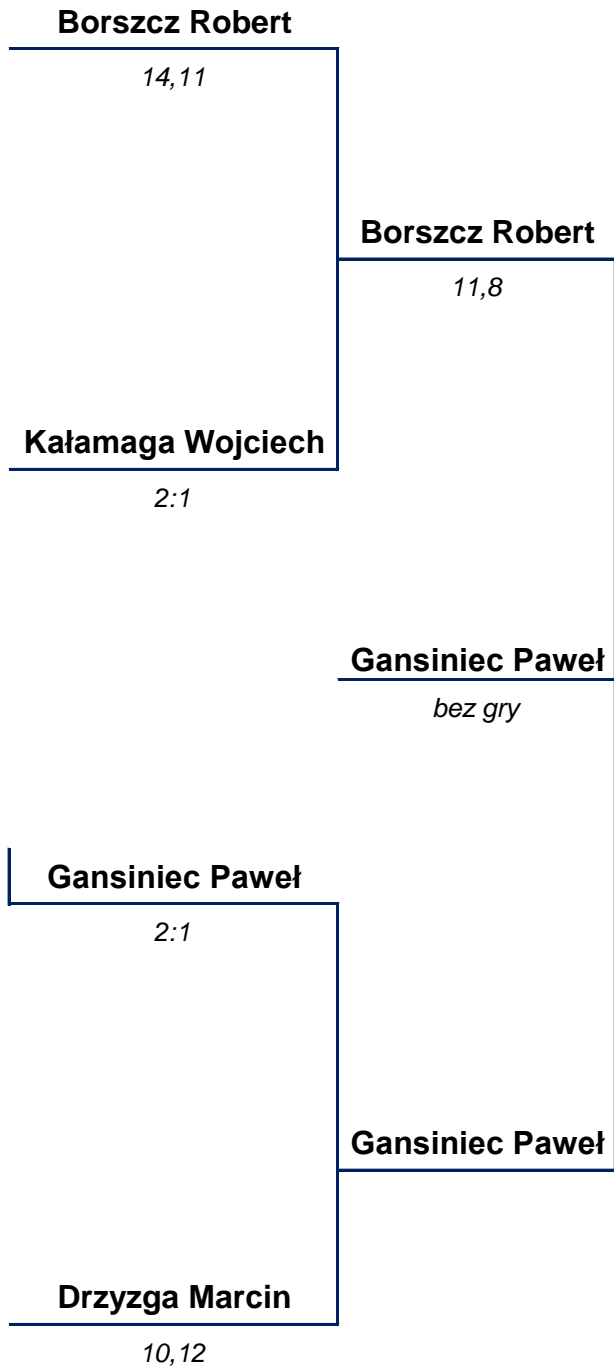 Borszcz Robert
14,11
Borszcz Robert
11,8
Kałamaga Wojciech
2:1
Gansiniec Paweł
bez gry
Gansiniec Paweł
2:1
Gansiniec Paweł
Drzyzga Marcin
10,12